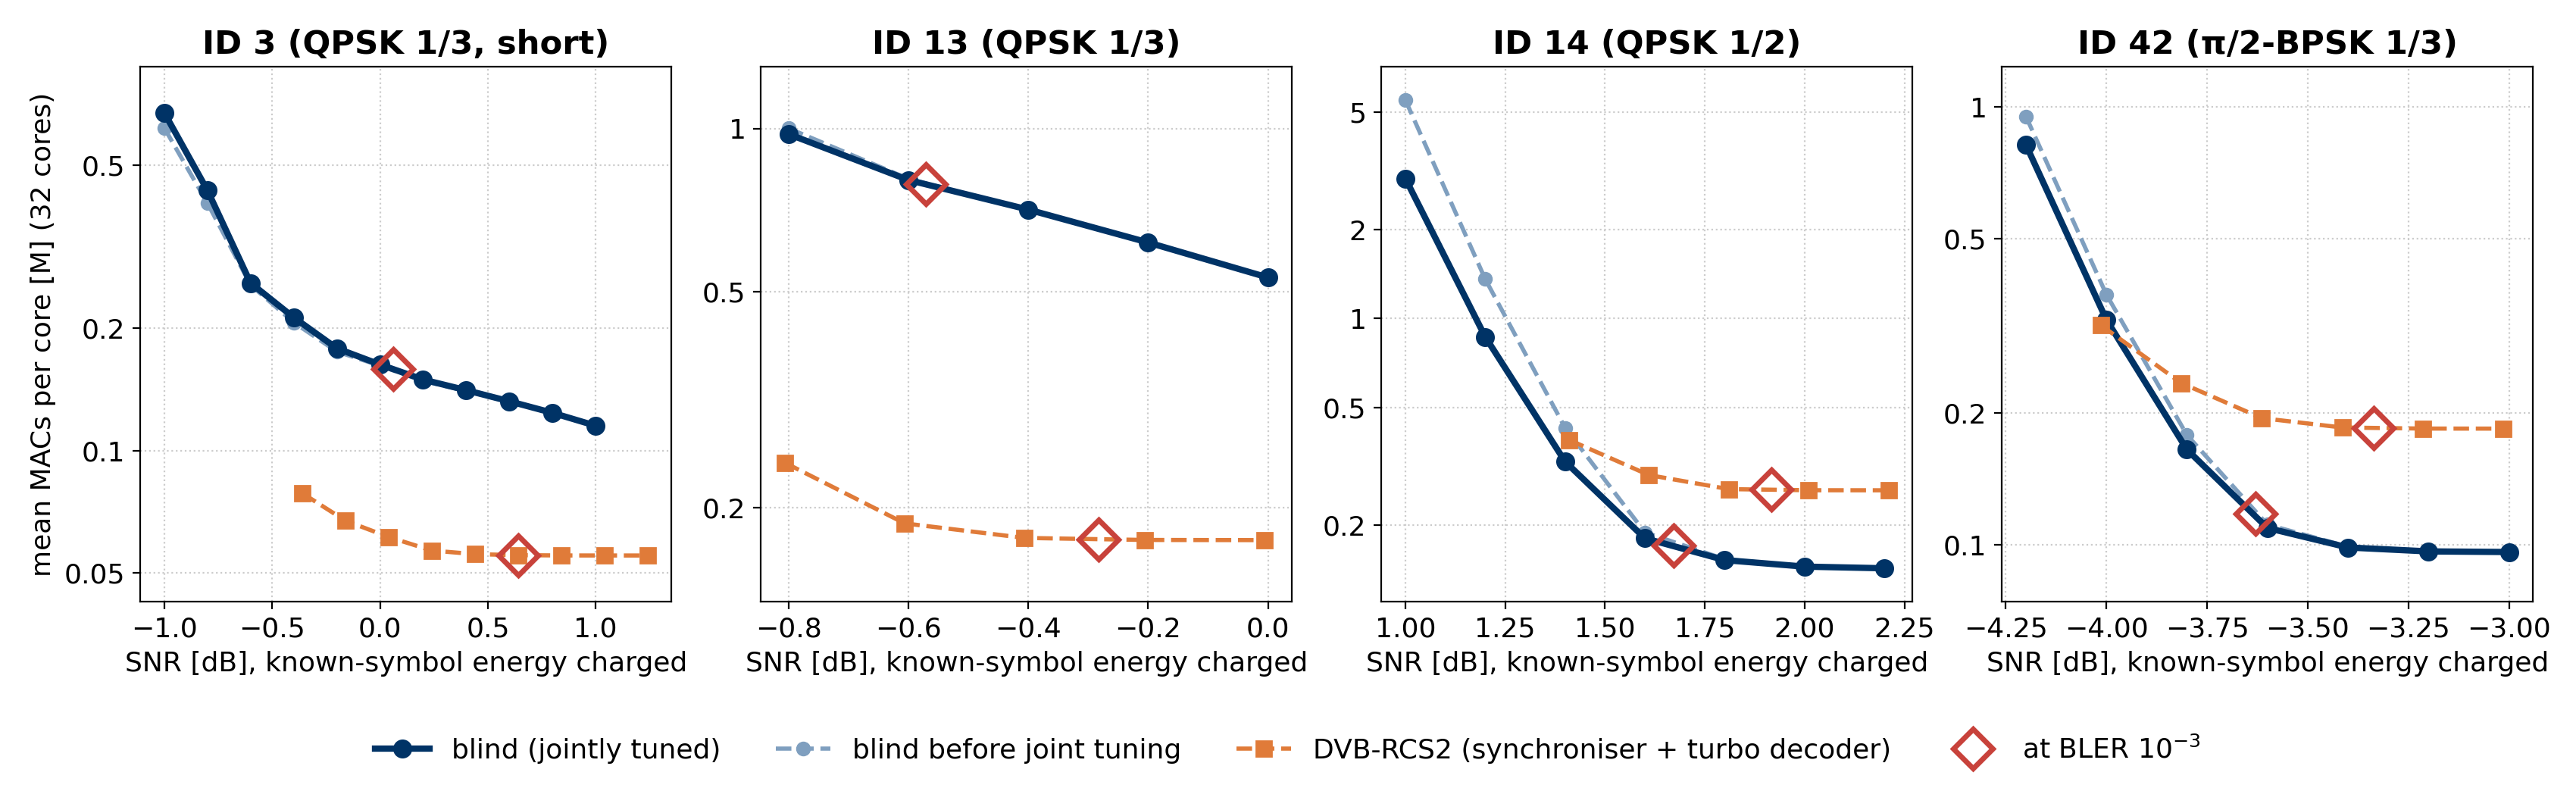 ID 3 (QPSK 1/3, short)
ID 13 (QPSK 1/3)
ID 14 (QPSK 1/2)
ID 42 (π/2-BPSK 1/3)
mean MACs per core [M] (32 cores)
0.5
0.2
0.1
0.05
−1.0 −0.5 0.0 0.5 1.0
SNR [dB], known-symbol energy charged
1
0.5
0.2
−0.8 −0.6 −0.4 −0.2 0.0
SNR [dB], known-symbol energy charged
5
2
1
0.5
0.2
1.00 1.25 1.50 1.75 2.00 2.25
SNR [dB], known-symbol energy charged
1
0.5
0.2
0.1
−4.25 −4.00 −3.75 −3.50 −3.25 −3.00
SNR [dB], known-symbol energy charged
blind (jointly tuned)
blind before joint tuning
DVB-RCS2 (synchroniser + turbo decoder)
at BLER 10⁻³